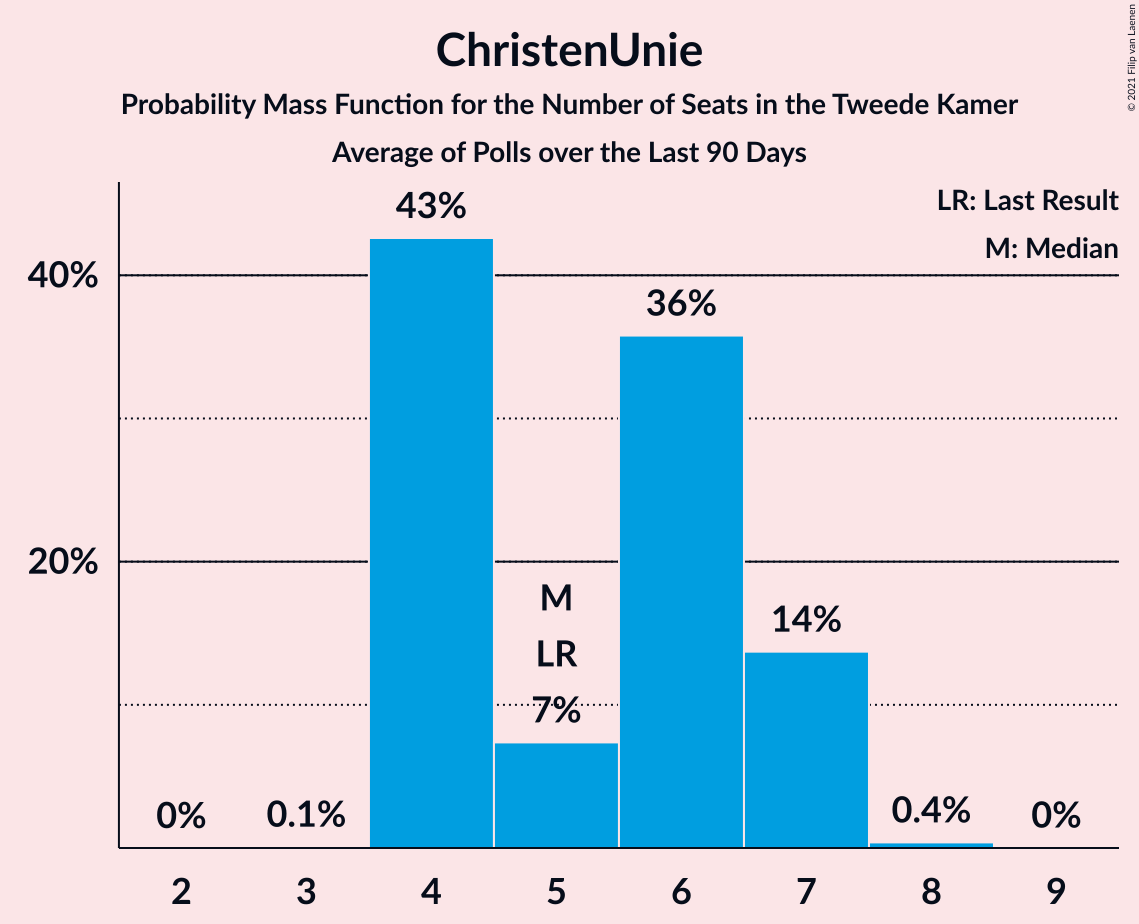 ChristenUnie
Probability Mass Function for the Number of Seats in the Tweede Kamer
Average of Polls over the Last 90 Days
© 2021 Filip van Laenen
LR: Last Result
M: Median
40%
20%
0%
0.1%
43%
M
LR
7%
36%
14%
0.4%
0%
2 3 4 5 6 7 8 9